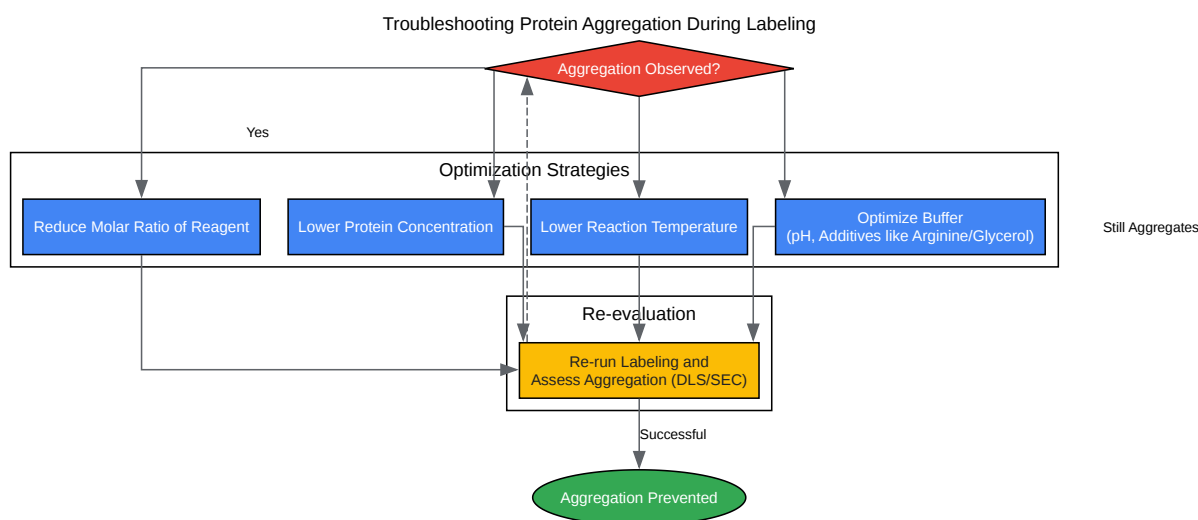 Troubleshooting Protein Aggregation During Labeling
Aggregation Observed?
Yes
Optimization Strategies
Reduce Molar Ratio of Reagent
Lower Protein Concentration
Lower Reaction Temperature
Optimize Buffer
(pH, Additives like Arginine/Glycerol)
Still Aggregates
Re-evaluation
Re-run Labeling and
Assess Aggregation (DLS/SEC)
Successful
Aggregation Prevented